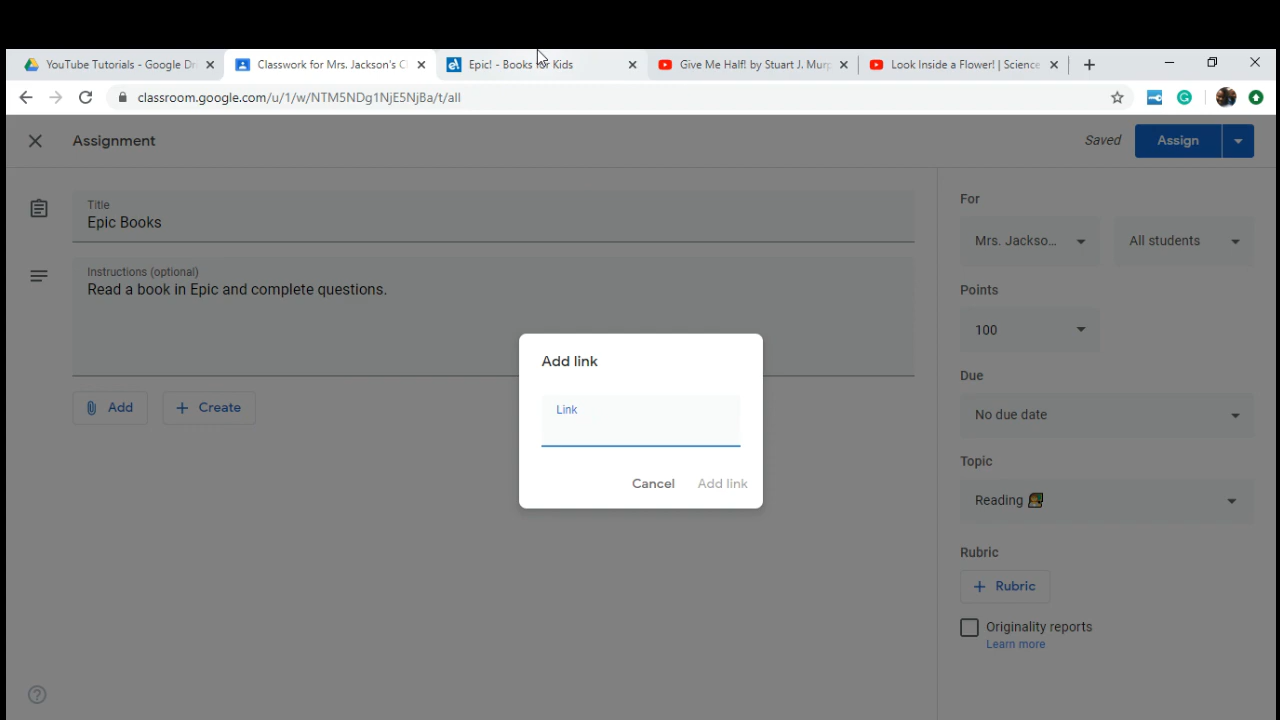 YouTube Tutorials - Google Dr
Classwork for Mrs. Jackson's C
Epic! - Books for Kids
Give Me Half! by Stuart J. Murp
Look Inside a Flower! | Science
classroom.google.com/u/1/w/NTM5NDg1NjE5NjBa/t/all
Assignment
Saved
Assign
Title
Epic Books
Instructions (optional)
Read a book in Epic and complete questions.
Add
Create
Add link
Link
Cancel
Add link
For
Mrs. Jackso...
All students
Points
100
Due
No due date
Topic
Reading
Rubric
Rubric
Originality reports
Learn more